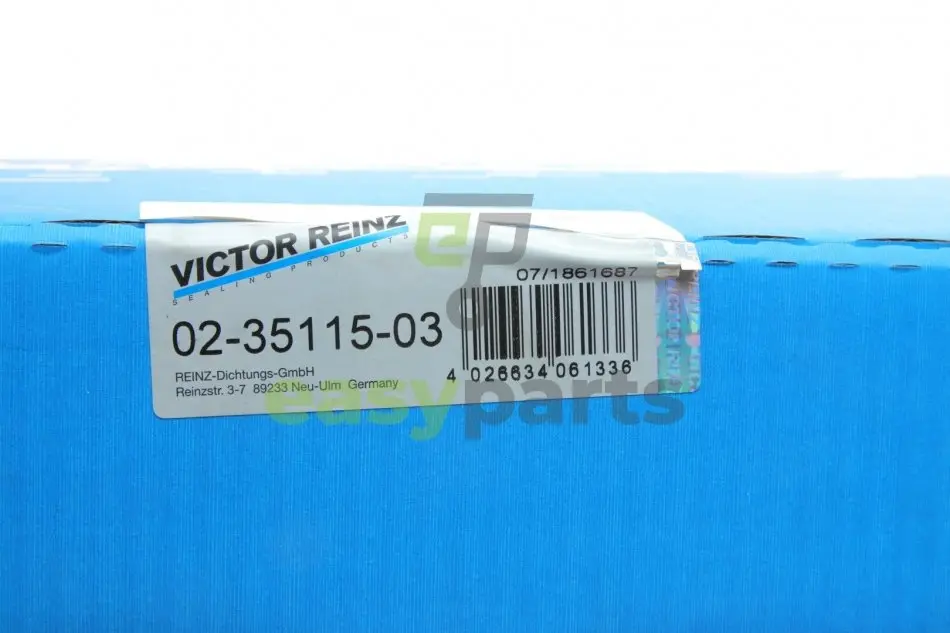 VICTOR REINZ
SEALING PRODUCTS
07/1861687
02-35115-03
4 026634 061336
REINZ-Dichtungs-GmbH
Reinzstr. 3-7 89233 Neu-Ulm Germany
ep
easyparts